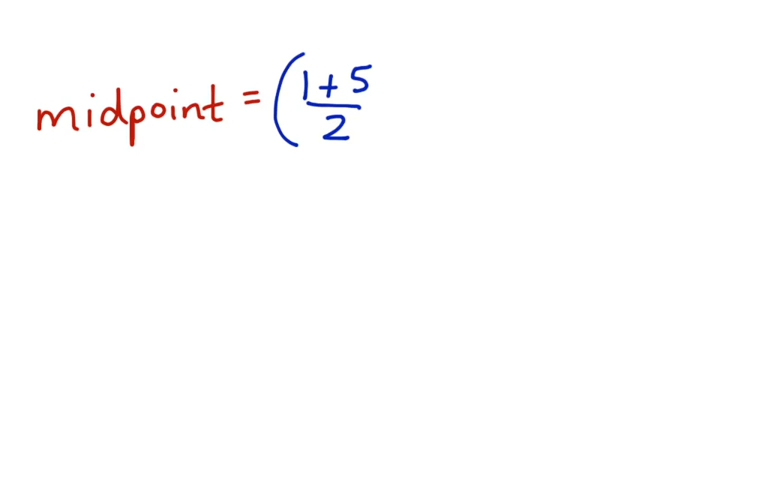 midpoint = ( 1 + 5 / 2